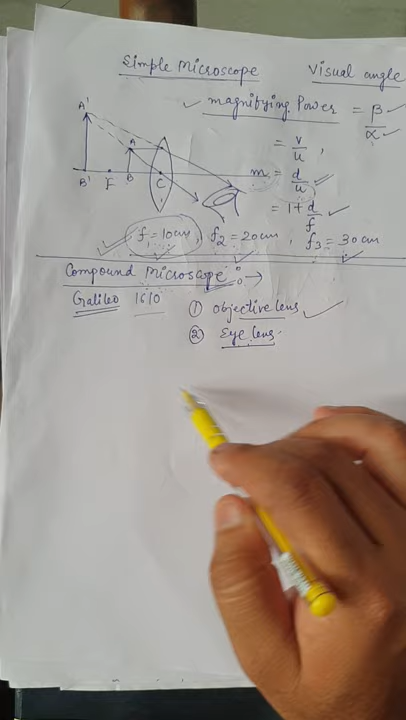 Simple Microscope Visual angle
magnifying Power = β/α
= v/u,
m = d/u
= 1 + d/f
A'
A
B' F B C
f₁ = 10cm, f₂ = 20cm, f₃ = 30cm
Compound Microscope : →
Galileo 1610
① Objective lens
② Eye lens.